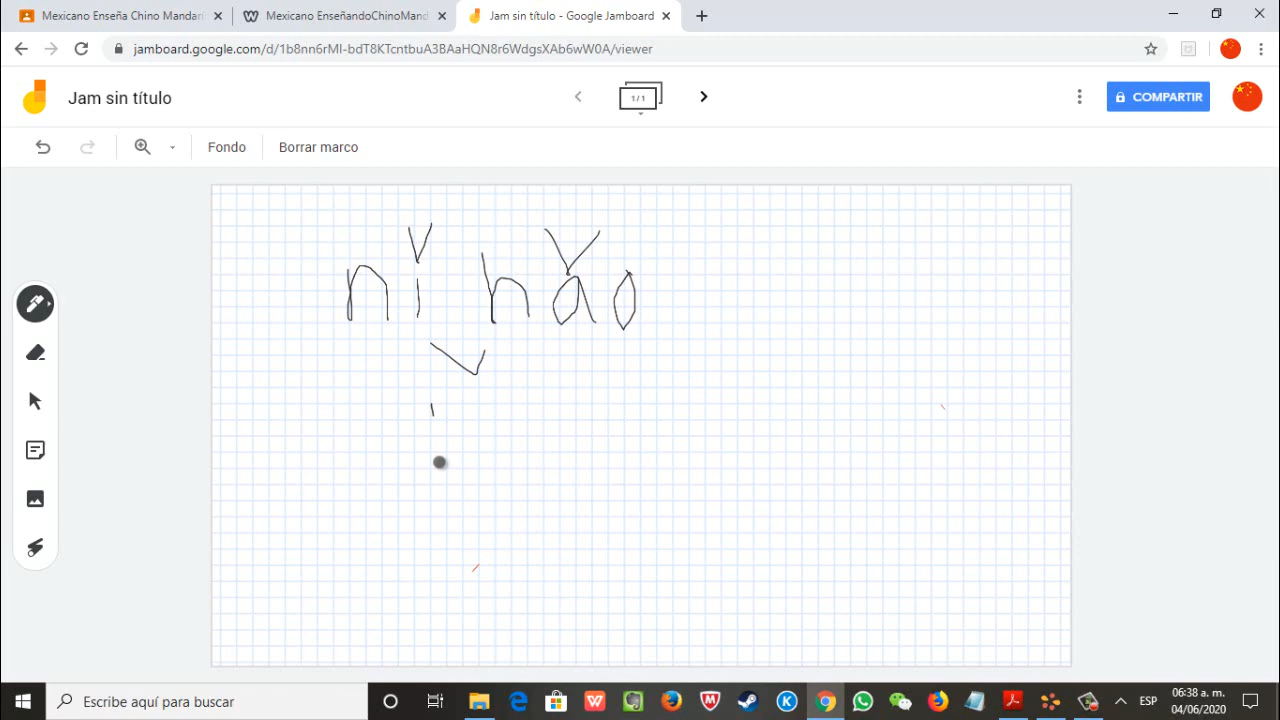 Mexicano Enseña Chino Mandari
Mexicano EnseñandoChinoMand
Jam sin título - Google Jamboard
jamboard.google.com/d/1b8nn6rMI-bdT8KTcntbuA3BAaHQN8r6WdgsXAb6wW0A/viewer
Jam sin título
1/1
COMPARTIR
Fondo
Borrar marco
nǐ hǎo
Escribe aquí para buscar
ESP
06:38 a. m.
04/06/2020